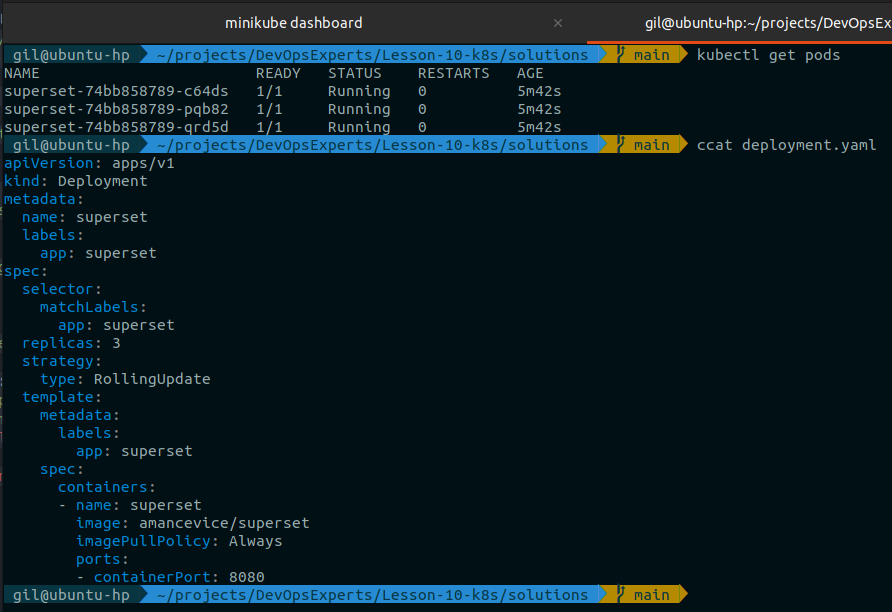 minikube dashboard
gil@ubuntu-hp:~/projects/DevOpsEx
gil@ubuntu-hp ~/projects/DevOpsExperts/Lesson-10-k8s/solutions main kubectl get pods
NAME READY STATUS RESTARTS AGE
superset-74bb858789-c64ds 1/1 Running 0 5m42s
superset-74bb858789-pqb82 1/1 Running 0 5m42s
superset-74bb858789-qrd5d 1/1 Running 0 5m42s
gil@ubuntu-hp ~/projects/DevOpsExperts/Lesson-10-k8s/solutions main ccat deployment.yaml
apiVersion: apps/v1
kind: Deployment
metadata:
  name: superset
  labels:
    app: superset
spec:
  selector:
    matchLabels:
      app: superset
  replicas: 3
  strategy:
    type: RollingUpdate
  template:
    metadata:
      labels:
        app: superset
    spec:
      containers:
      - name: superset
        image: amancevice/superset
        imagePullPolicy: Always
        ports:
        - containerPort: 8080
gil@ubuntu-hp ~/projects/DevOpsExperts/Lesson-10-k8s/solutions main